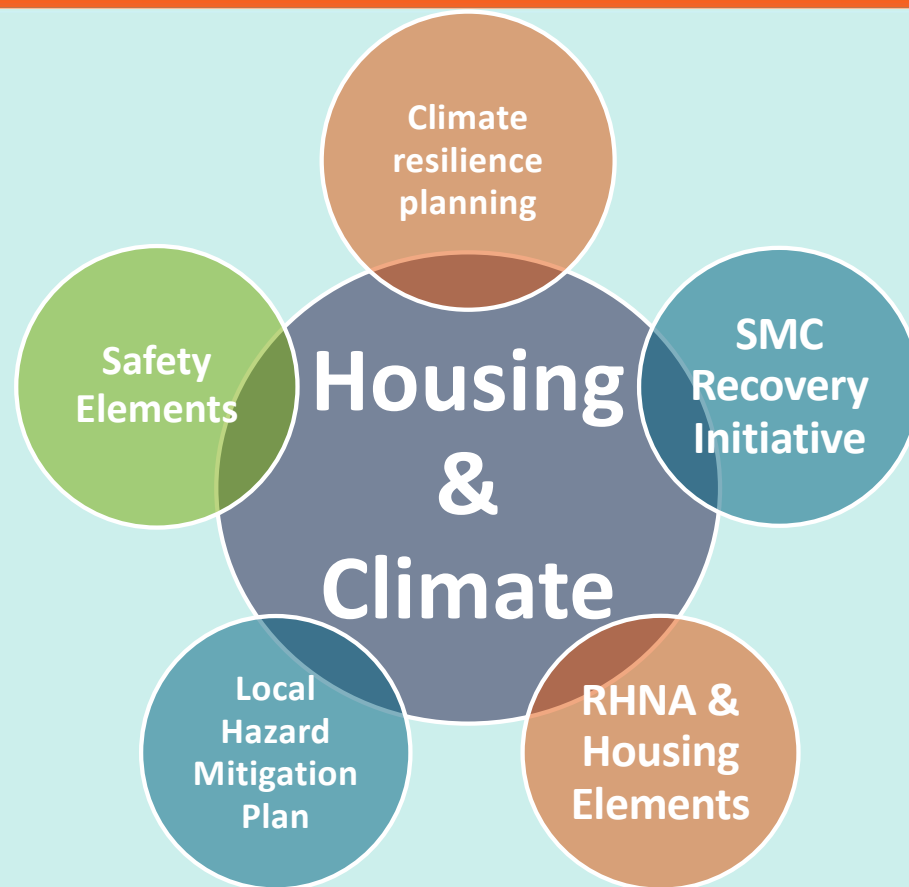 Climate
resilience
planning
SMC
Recovery
Initiative
Safety
Elements
Housing
&
Climate
Local
Hazard
Mitigation
Plan
RHNA &
Housing
Elements